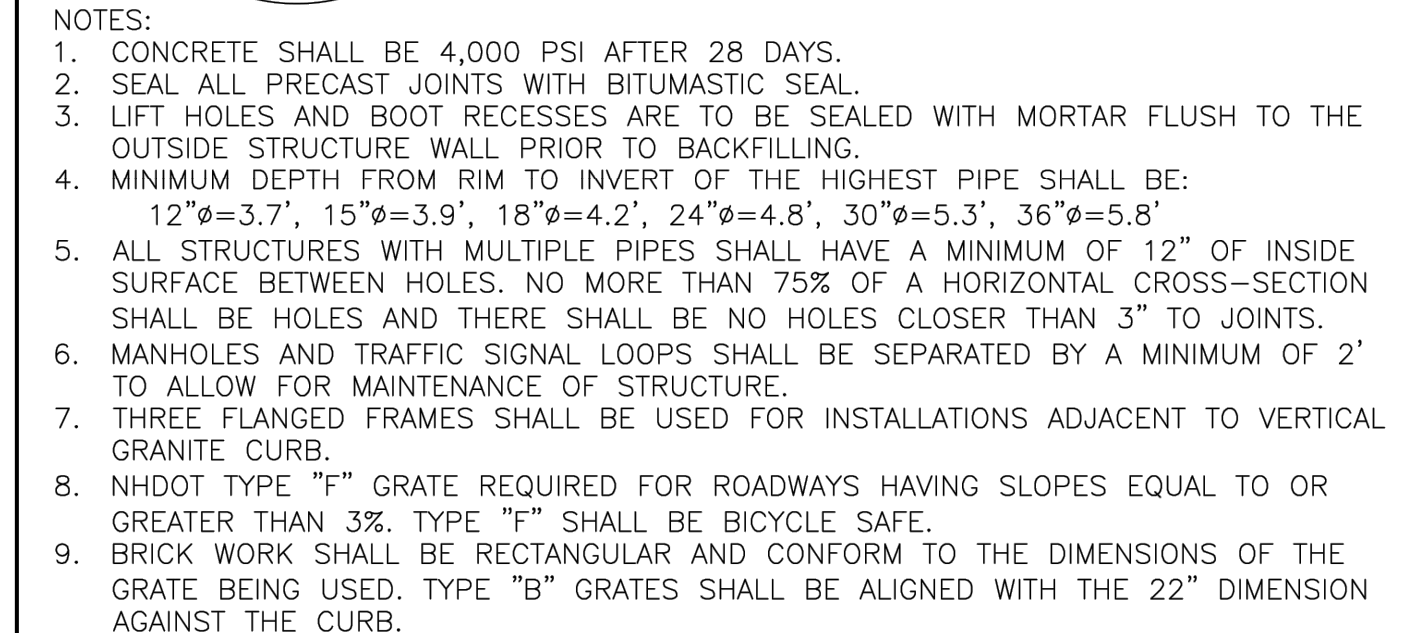 NOTES:
1. CONCRETE SHALL BE 4,000 PSI AFTER 28 DAYS.
2. SEAL ALL PRECAST JOINTS WITH BITUMASTIC SEAL.
3. LIFT HOLES AND BOOT RECESSES ARE TO BE SEALED WITH MORTAR FLUSH TO THE
OUTSIDE STRUCTURE WALL PRIOR TO BACKFILLING.
4. MINIMUM DEPTH FROM RIM TO INVERT OF THE HIGHEST PIPE SHALL BE:
12"ø=3.7', 15"ø=3.9', 18"ø=4.2', 24"ø=4.8', 30"ø=5.3', 36"ø=5.8'
5. ALL STRUCTURES WITH MULTIPLE PIPES SHALL HAVE A MINIMUM OF 12" OF INSIDE
SURFACE BETWEEN HOLES. NO MORE THAN 75% OF A HORIZONTAL CROSS-SECTION
SHALL BE HOLES AND THERE SHALL BE NO HOLES CLOSER THAN 3" TO JOINTS.
6. MANHOLES AND TRAFFIC SIGNAL LOOPS SHALL BE SEPARATED BY A MINIMUM OF 2'
TO ALLOW FOR MAINTENANCE OF STRUCTURE.
7. THREE FLANGED FRAMES SHALL BE USED FOR INSTALLATIONS ADJACENT TO VERTICAL
GRANITE CURB.
8. NHDOT TYPE "F" GRATE REQUIRED FOR ROADWAYS HAVING SLOPES EQUAL TO OR
GREATER THAN 3%. TYPE "F" SHALL BE BICYCLE SAFE.
9. BRICK WORK SHALL BE RECTANGULAR AND CONFORM TO THE DIMENSIONS OF THE
GRATE BEING USED. TYPE "B" GRATES SHALL BE ALIGNED WITH THE 22" DIMENSION
AGAINST THE CURB.